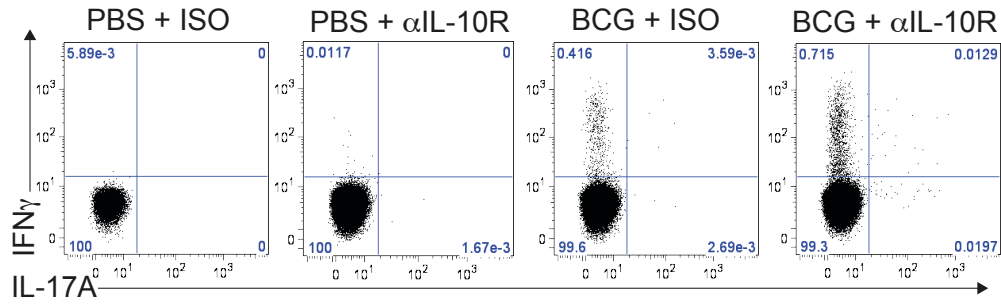 PBS + ISO
PBS + αIL-10R
BCG + ISO
BCG + αIL-10R
5.89e-3 0
0.0117 0
0.416 3.59e-3
0.715 0.0129
10³ 10³ 10³ 10³
10² 10² 10² 10²
10¹ 10¹ 10¹ 10¹
0 0 0 0
100 0
100 1.67e-3
99.6 2.69e-3
99.3 0.0197
0 10¹ 10² 10³
0 10¹ 10² 10³
0 10¹ 10² 10³
0 10¹ 10² 10³
IFNγ
IL-17A